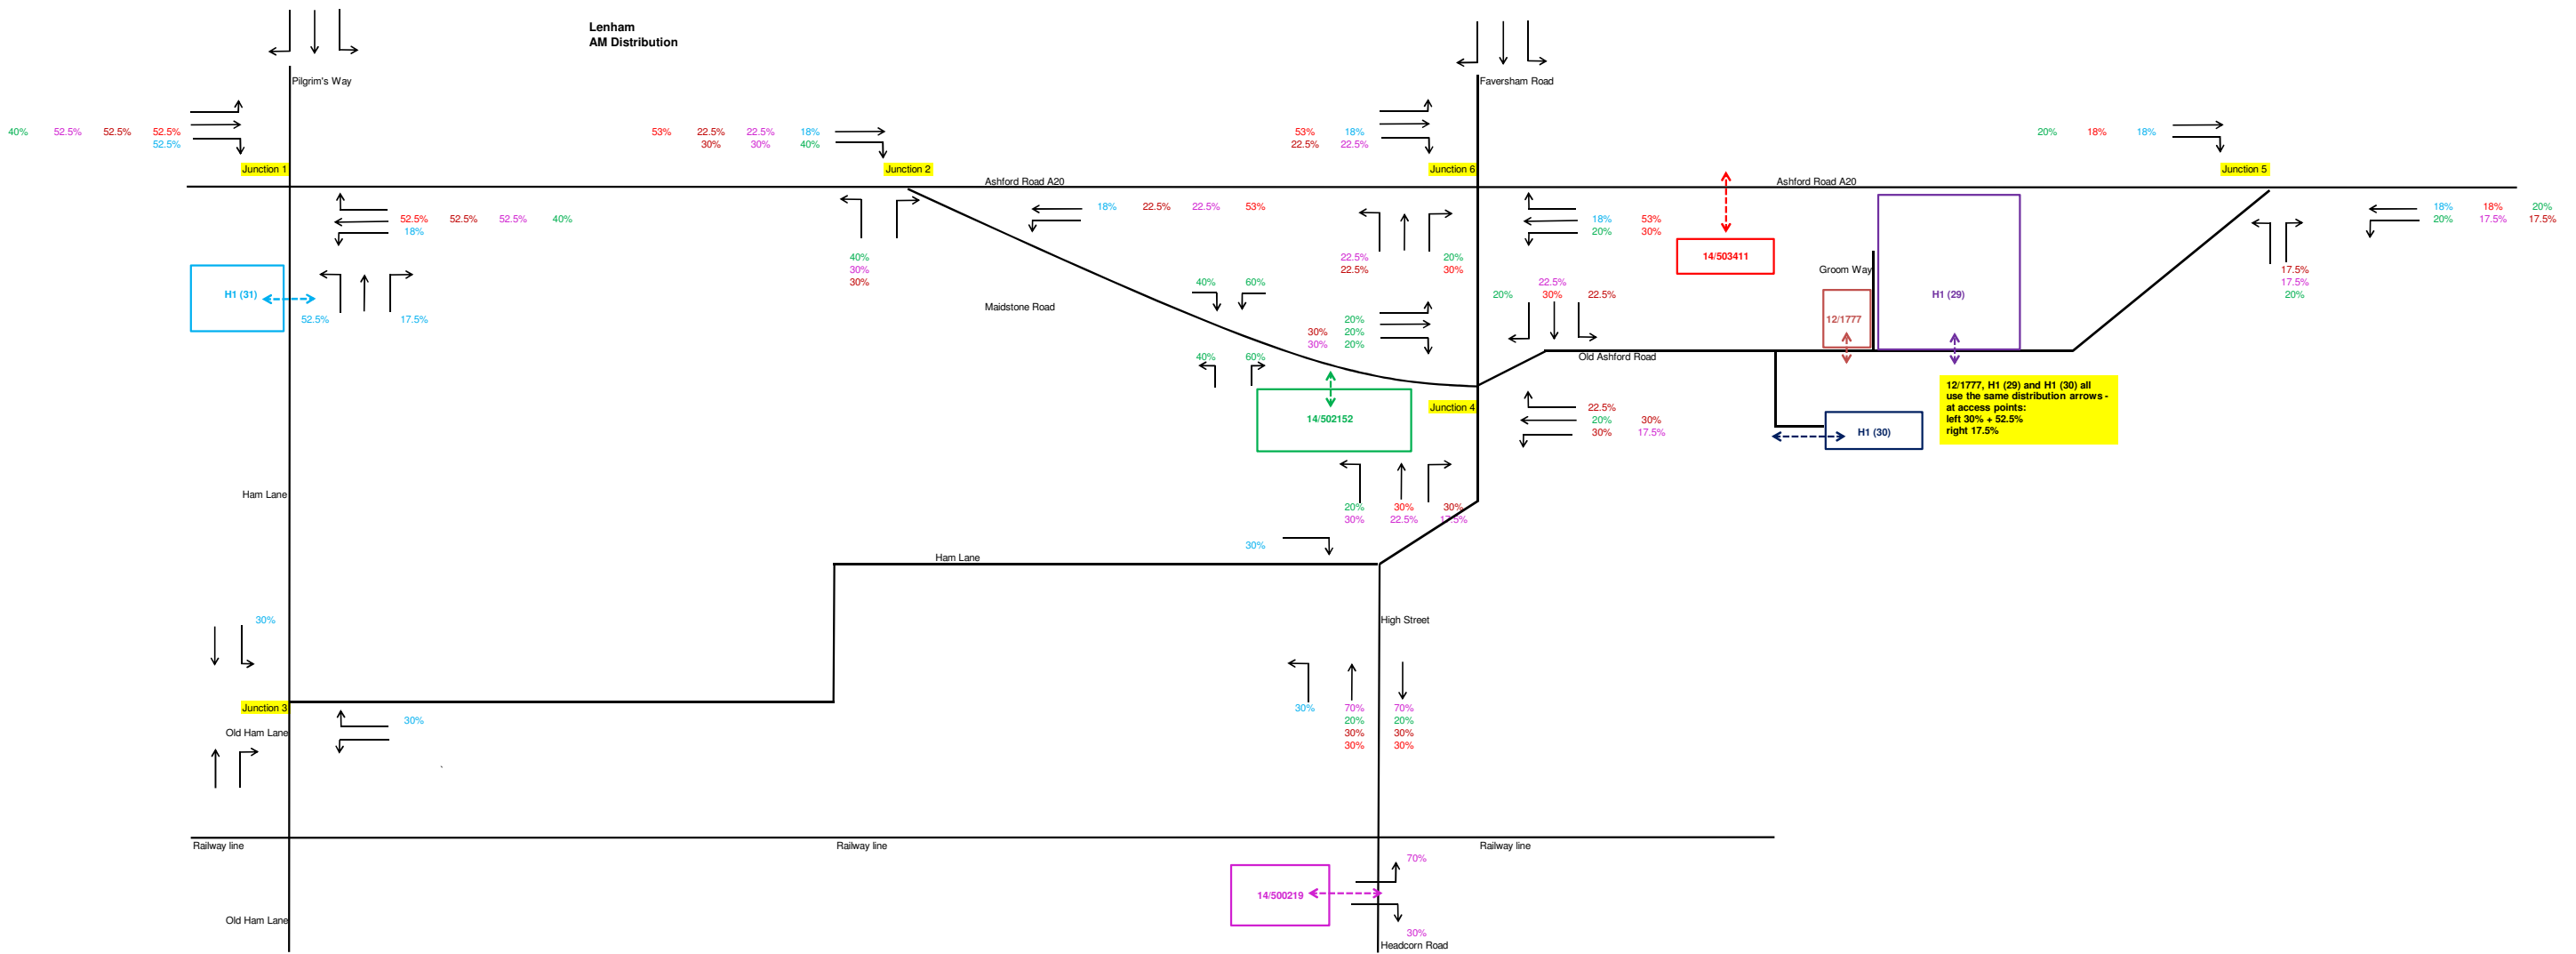 Lenham
AM Distribution
Pilgrim's Way
Faversham Road
40% 52.5% 52.5% 52.5%
52.5%
53% 22.5% 22.5% 18%
30% 30% 40%
53% 18%
22.5% 22.5%
20% 18% 18%
Junction 1
Junction 2
Junction 6
Junction 5
Ashford Road A20
Ashford Road A20
52.5% 52.5% 52.5% 40%
18%
18% 22.5% 22.5% 53%
18% 53%
20% 30%
18% 18% 20%
20% 17.5% 17.5%
40%
30%
30%
22.5% 20%
22.5% 30%
14/503411
Groom Way
17.5%
17.5%
20%
H1 (31)
H1 (29)
40% 60%
22.5%
20% 30% 22.5%
Maidstone Road
52.5% 17.5%
20%
30% 20%
30% 20%
12/1777
40% 60%
Old Ashford Road
14/502152
Junction 4
22.5%
20% 30%
30% 17.5%
H1 (30)
12/1777, H1 (29) and H1 (30) all
use the same distribution arrows -
at access points:
left 30% + 52.5%
right 17.5%
Ham Lane
20% 30% 30%
30% 22.5% 17.5%
30%
Ham Lane
30%
High Street
Junction 3
30%
Old Ham Lane
30% 70% 70%
20% 20%
30% 30%
30% 30%
Railway line
Railway line
Railway line
70%
14/500219
Old Ham Lane
30%
Headcorn Road